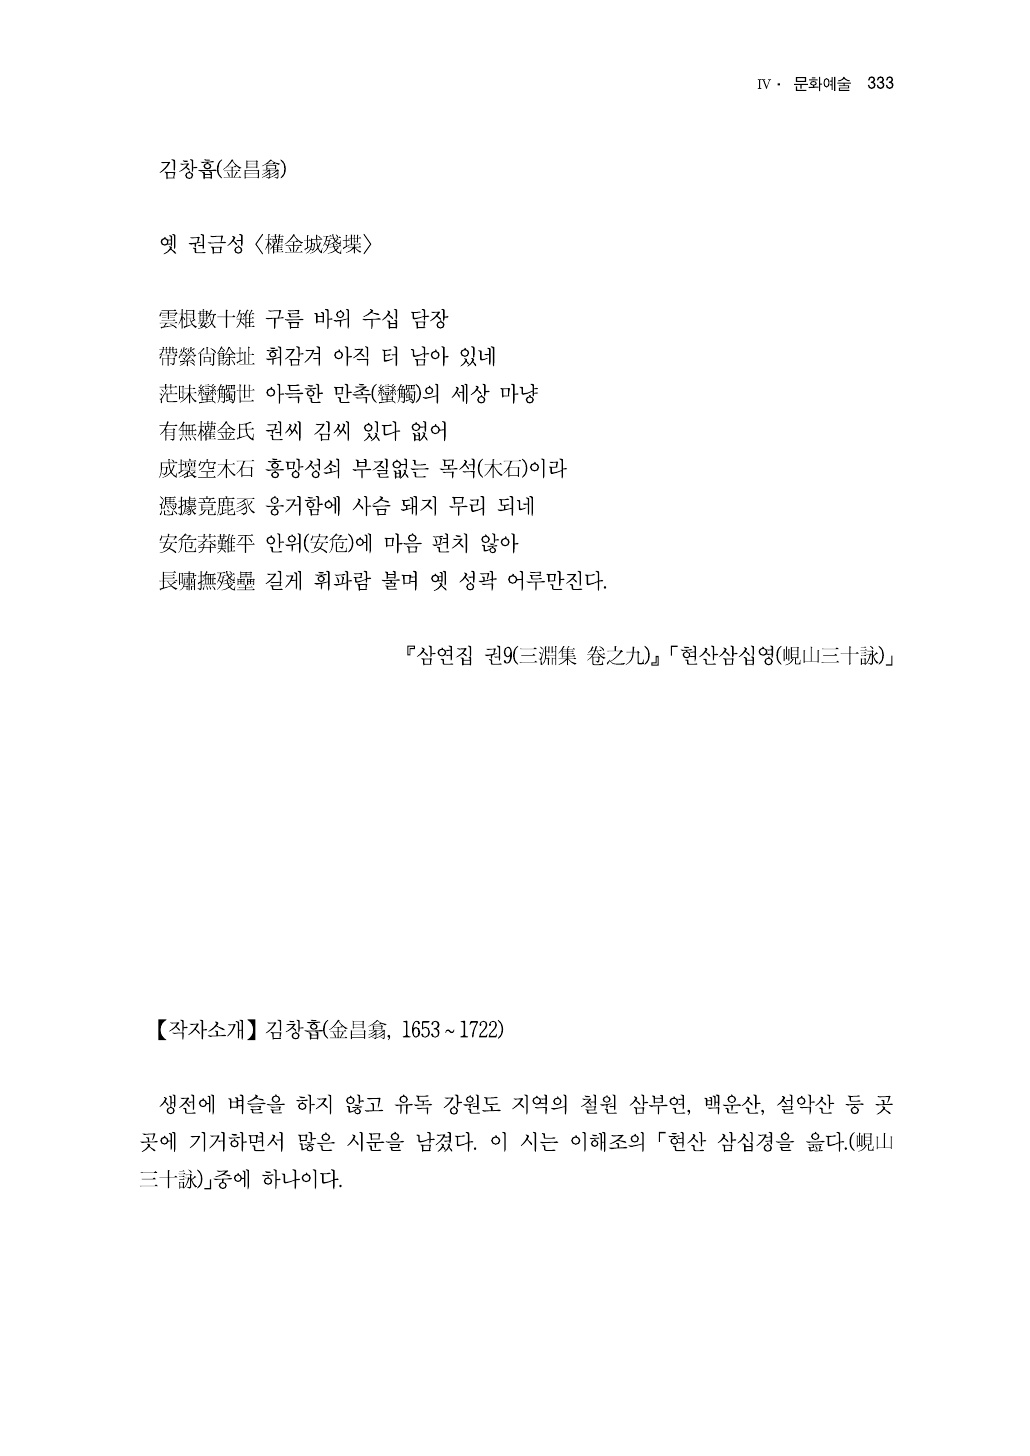 Ⅳ · 문화예술 333
김창흡(金昌翕)
옛 권금성〈權金城殘堞〉
雲根數十雉 구름 바위 수십 담장
帶縈尙餘址 휘감겨 아직 터 남아 있네
茫昧蠻觸世 아득한 만촉(蠻觸)의 세상 마냥
有無權金氏 권씨 김씨 있다 없어
成壞空木石 흥망성쇠 부질없는 목석(木石)이라
憑據竟鹿豕 웅거함에 사슴 돼지 무리 되네
安危莽難平 안위(安危)에 마음 편치 않아
長嘯撫殘壘 길게 휘파람 불며 옛 성곽 어루만진다.
『삼연집 권9(三淵集 卷之九)』「현산삼십영(峴山三十詠)」
【작자소개】 김창흡(金昌翕, 1653 ~ 1722)
생전에 벼슬을 하지 않고 유독 강원도 지역의 철원 삼부연, 백운산, 설악산 등 곳
곳에 기거하면서 많은 시문을 남겼다. 이 시는 이해조의 「현산 삼십경을 읊다.(峴山
三十詠)」중에 하나이다.